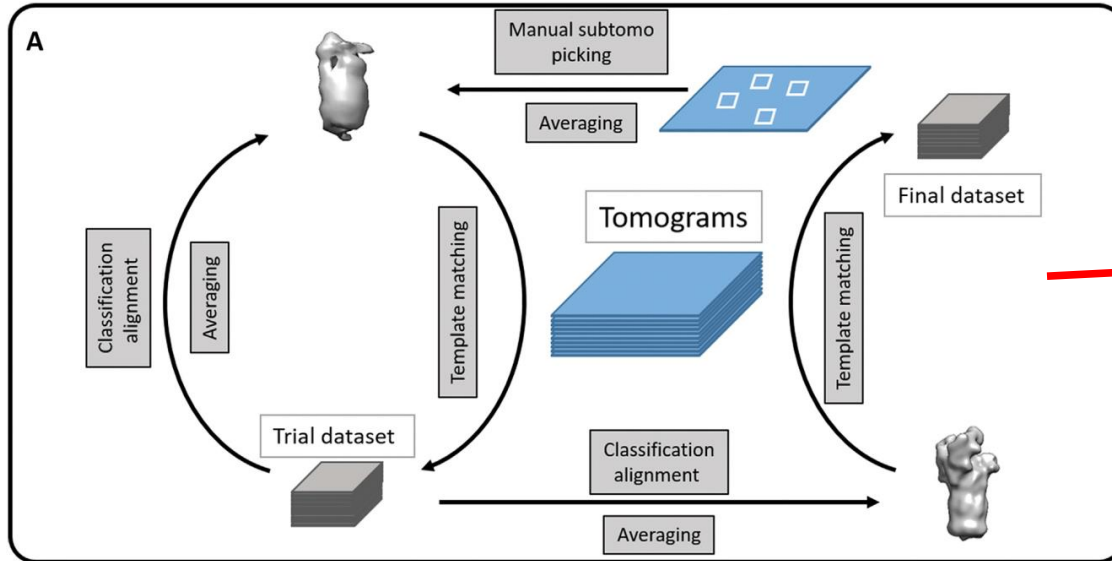 A
Manual subtomo
picking
Averaging
Final dataset
Tomograms
Classification
alignment
Averaging
Template matching
Template matching
Trial dataset
Classification
alignment
Averaging